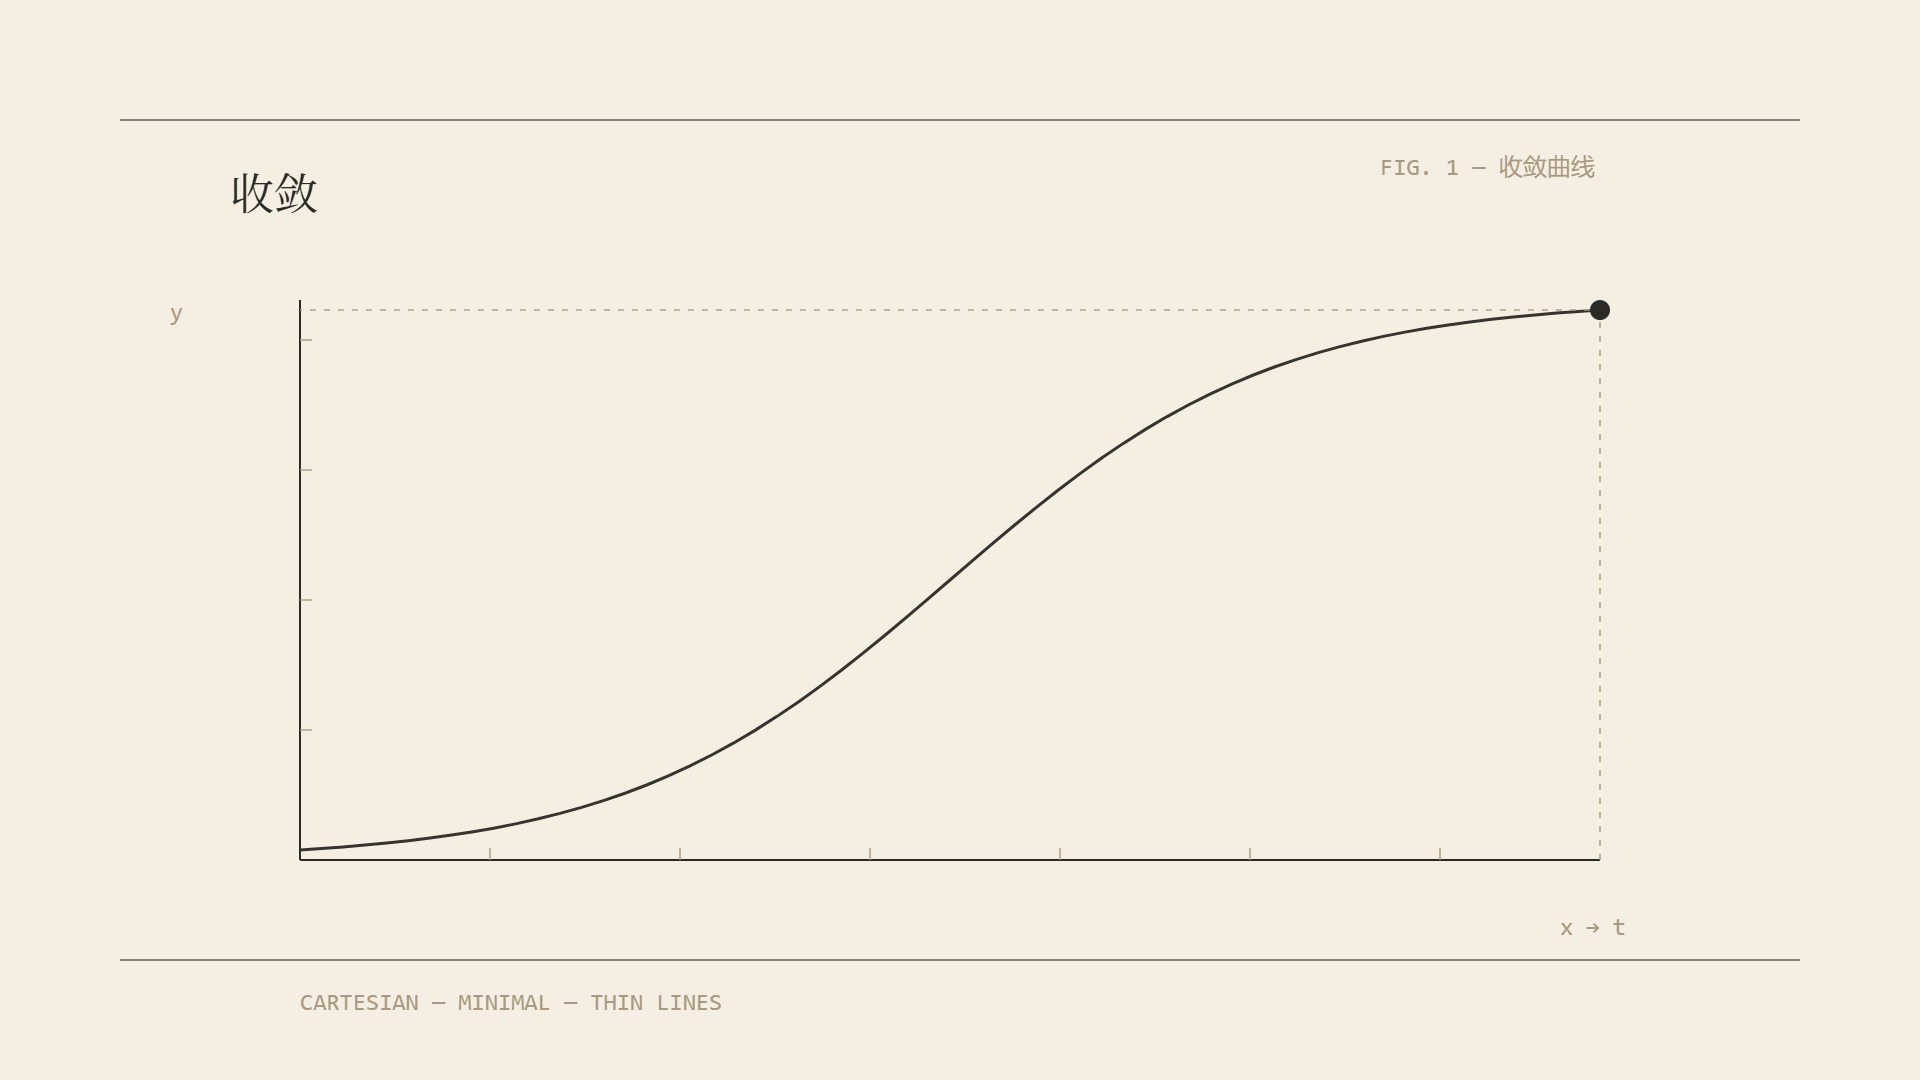 FIG. 1 — 收敛曲线
收敛
y
x → t
CARTESIAN — MINIMAL — THIN LINES